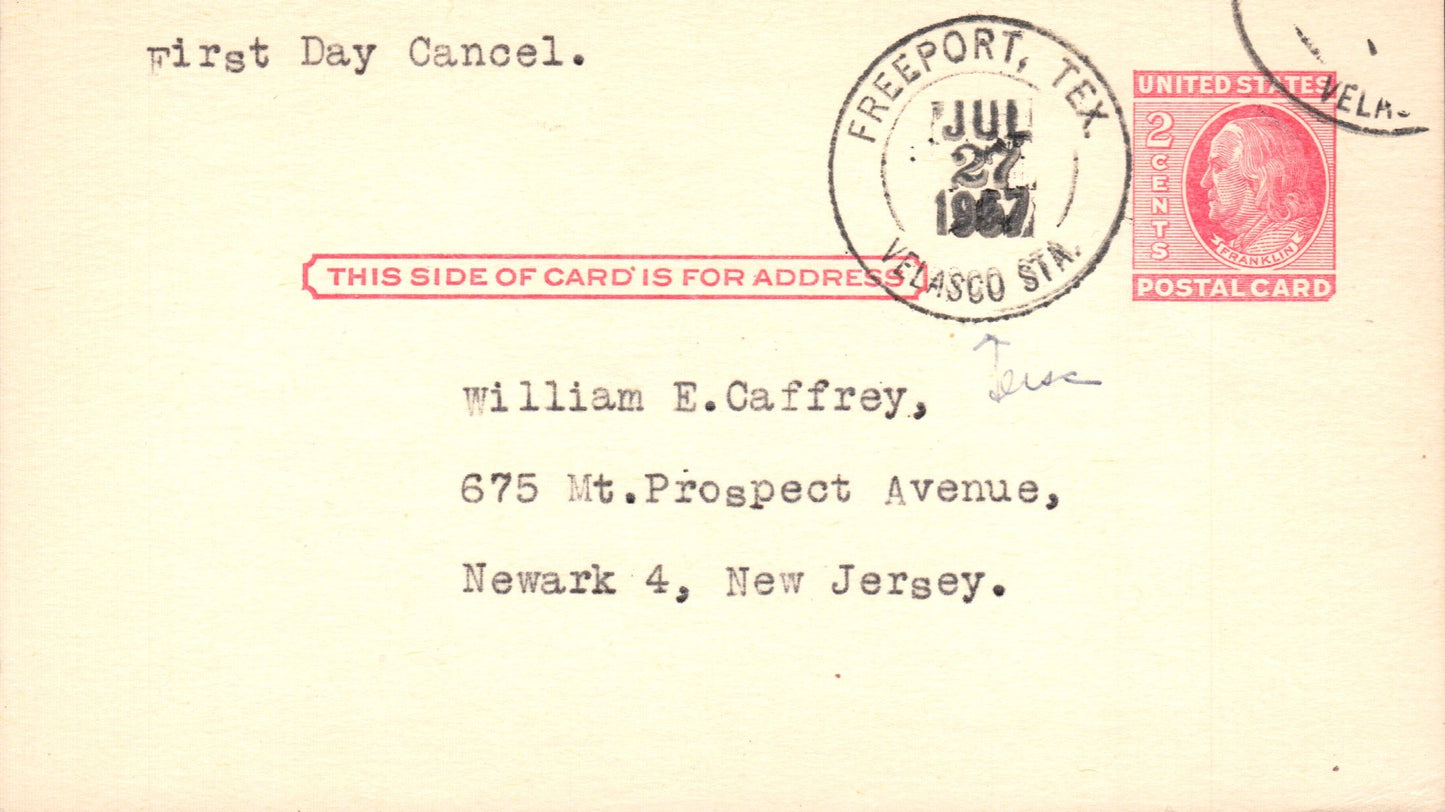 First Day Cancel.
FREEPORT, TEX.
JUL
27
1957
VELASCO STA.
UNITED STATES
2 CENTS
FRANKLIN
POSTAL CARD
THIS SIDE OF CARD IS FOR ADDRESS
William E.Caffrey,
675 Mt.Prospect Avenue,
Newark 4, New Jersey.